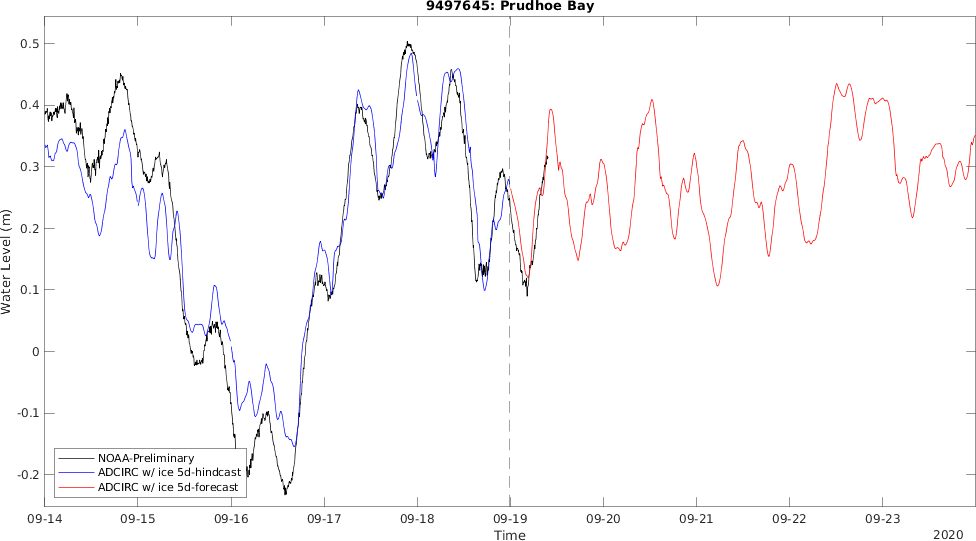 9497645: Prudhoe Bay
Water Level (m)
0.5
0.4
0.3
0.2
0.1
0
-0.1
-0.2
NOAA-Preliminary
ADCIRC w/ ice 5d-hindcast
ADCIRC w/ ice 5d-forecast
09-14 09-15 09-16 09-17 09-18 09-19 09-20 09-21 09-22 09-23
Time
2020